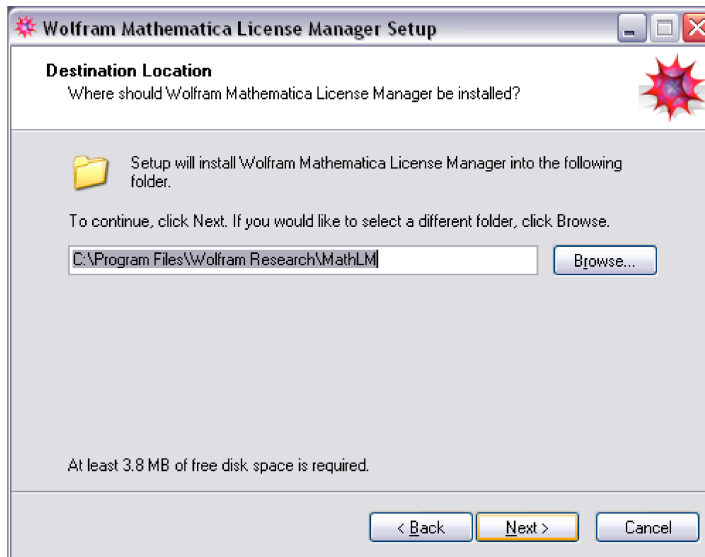 Wolfram Mathematica License Manager Setup
Destination Location
Where should Wolfram Mathematica License Manager be installed?
Setup will install Wolfram Mathematica License Manager into the following
folder.
To continue, click Next. If you would like to select a different folder, click Browse.
C:\Program Files\Wolfram Research\MathLM
Browse...
At least 3.8 MB of free disk space is required.
< Back
Next >
Cancel